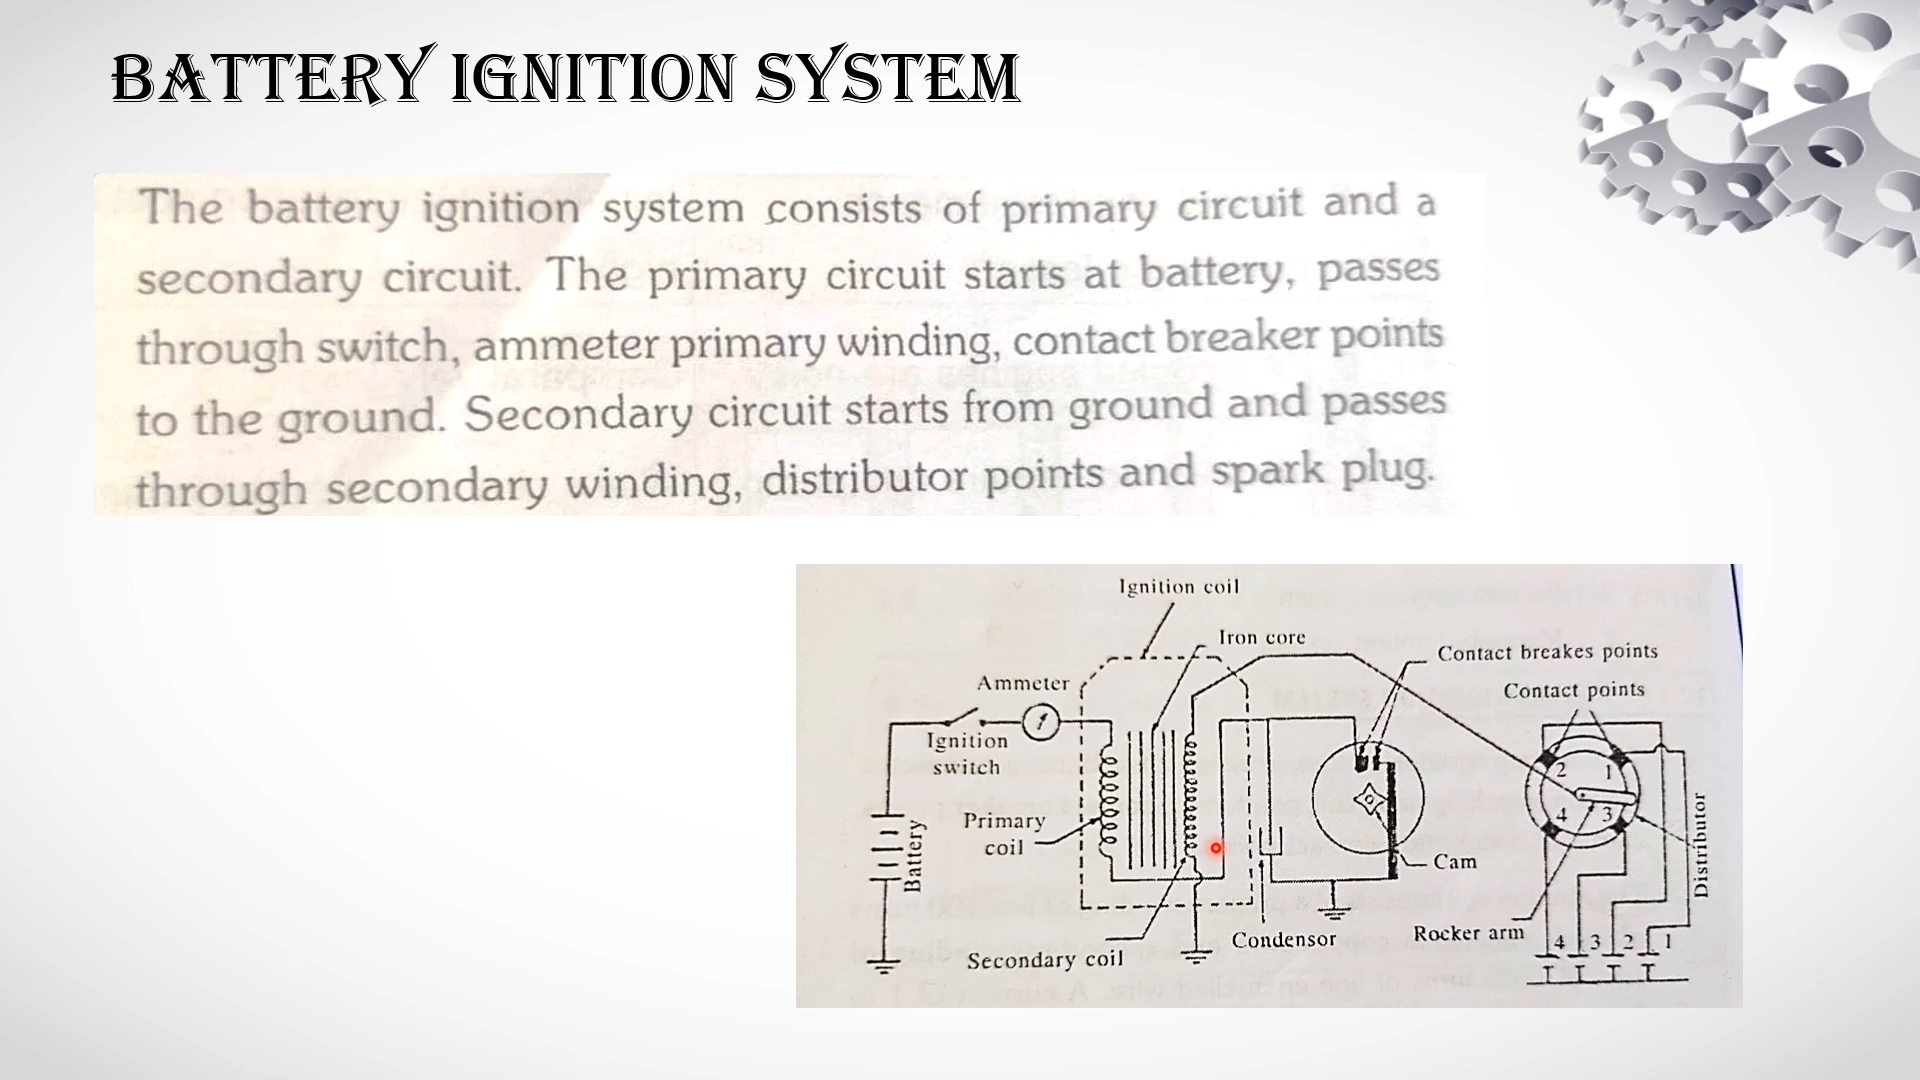 BATTERY IGNITION SYSTEM
The battery ignition system consists of primary circuit and a
secondary circuit. The primary circuit starts at battery, passes
through switch, ammeter primary winding, contact breaker points
to the ground. Secondary circuit starts from ground and passes
through secondary winding, distributor points and spark plug.
Ignition coil
Iron core
Contact breakes points
Ammeter
Contact points
Ignition
switch
2 1
4 3
Primary
coil
Battery
Distributor
Cam
Rocker arm
Condensor
4 3 2 1
Secondary coil